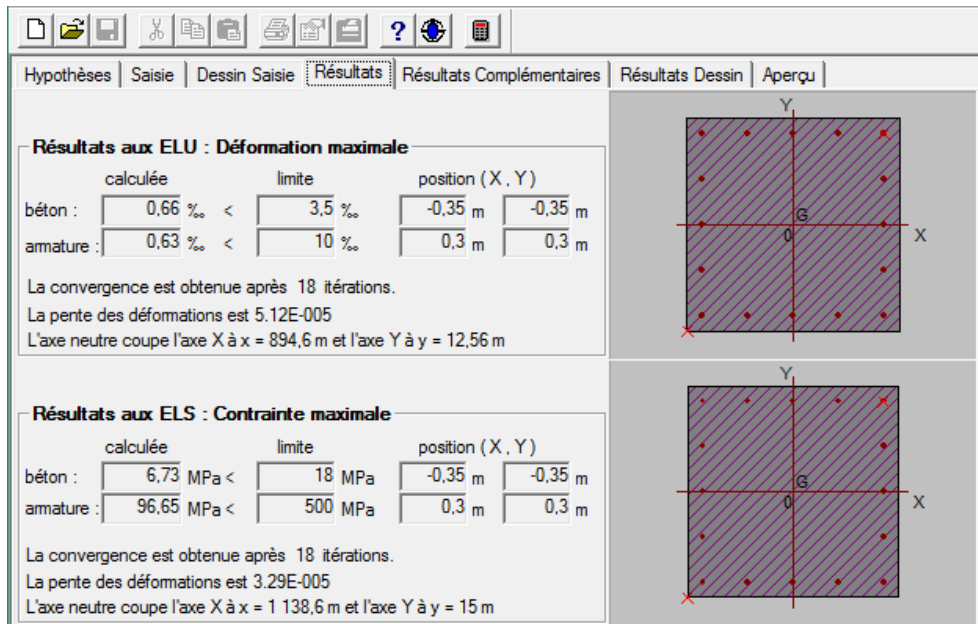 Hypothèses Saisie Dessin Saisie Résultats Résultats Complémentaires Résultats Dessin Aperçu
Résultats aux ELU : Déformation maximale
calculée limite position ( X , Y )
béton : 0,66 ‰ < 3,5 ‰ -0,35 m -0,35 m
armature : 0,63 ‰ < 10 ‰ 0,3 m 0,3 m
La convergence est obtenue après 18 itérations.
La pente des déformations est 5.12E-005
L'axe neutre coupe l'axe X à x = 894,6 m et l'axe Y à y = 12,56 m
Y
G
0
X
Résultats aux ELS : Contrainte maximale
calculée limite position ( X , Y )
béton : 6,73 MPa < 18 MPa -0,35 m -0,35 m
armature : 96,65 MPa < 500 MPa 0,3 m 0,3 m
La convergence est obtenue après 18 itérations.
La pente des déformations est 3.29E-005
L'axe neutre coupe l'axe X à x = 1 138,6 m et l'axe Y à y = 15 m
Y
G
0
X